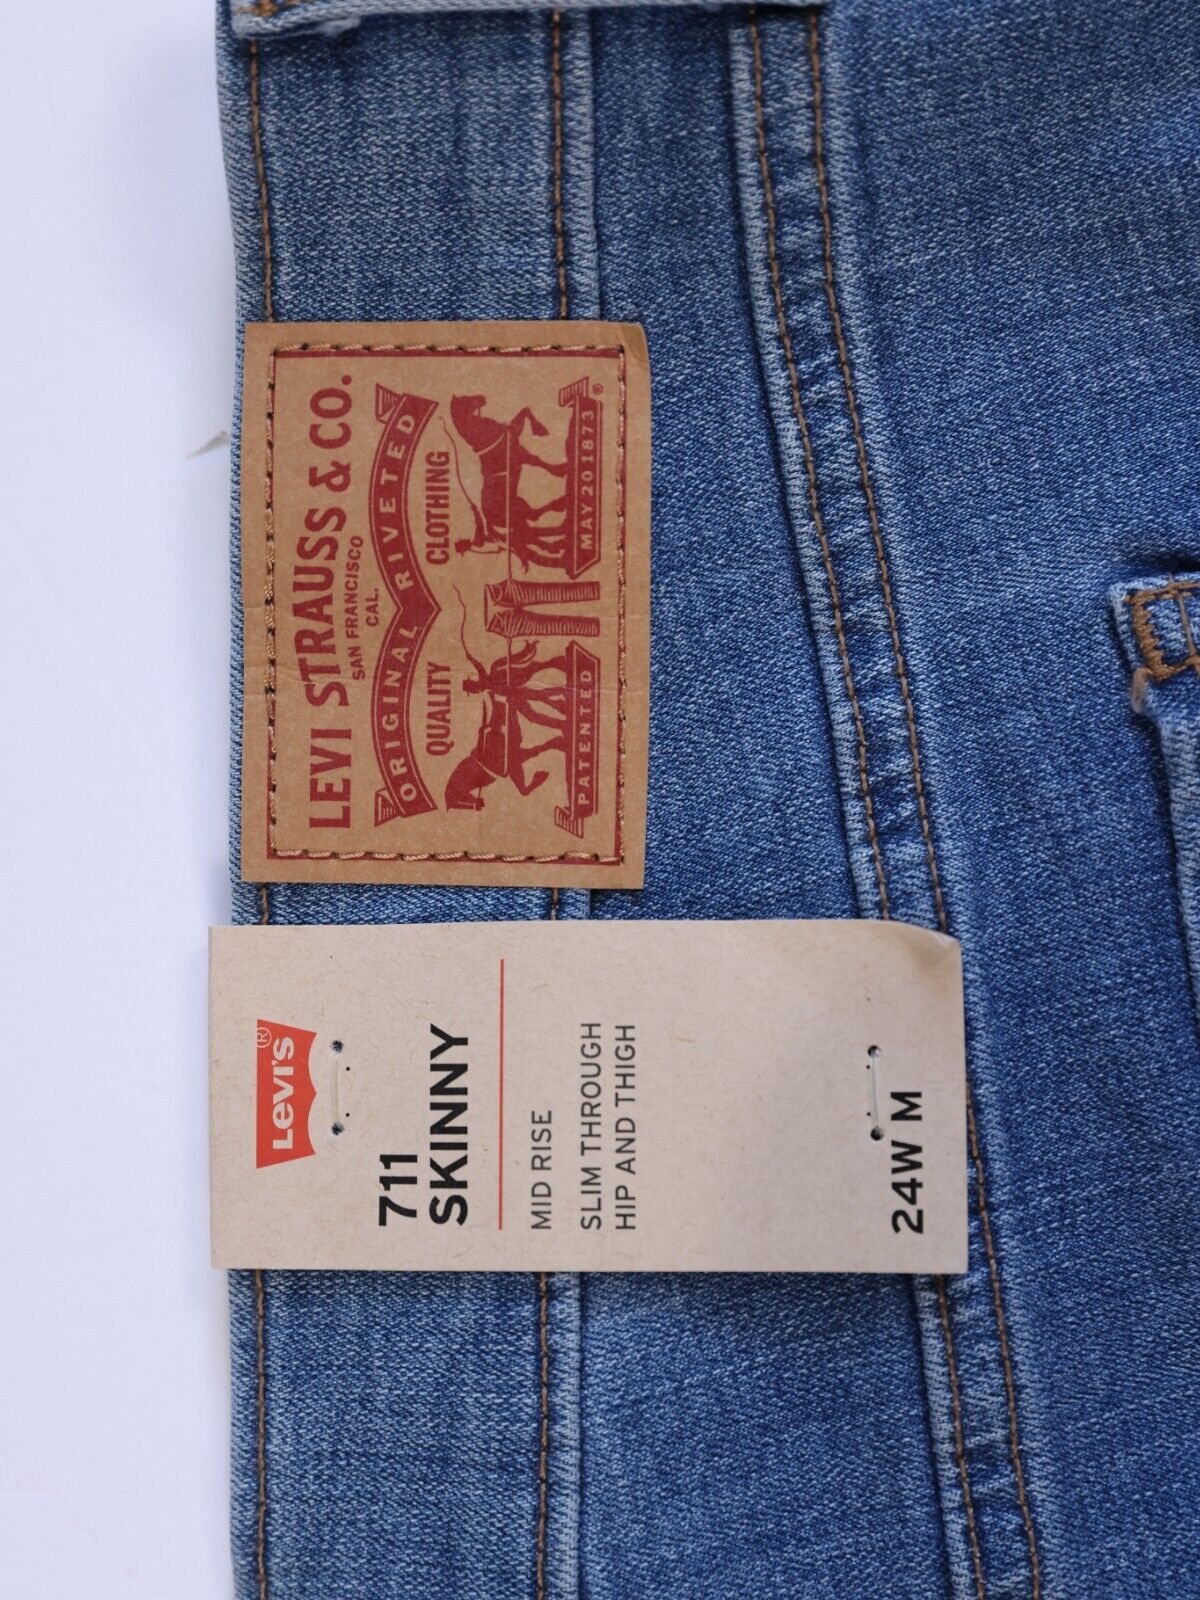 LEVI STRAUSS & CO.
SAN FRANCISCO
CAL.
ORIGINAL RIVETED
QUALITY CLOTHING
PATENTED MAY 20 1873 ®
Levi's ®
711
SKINNY
MID RISE
SLIM THROUGH
HIP AND THIGH
24W M